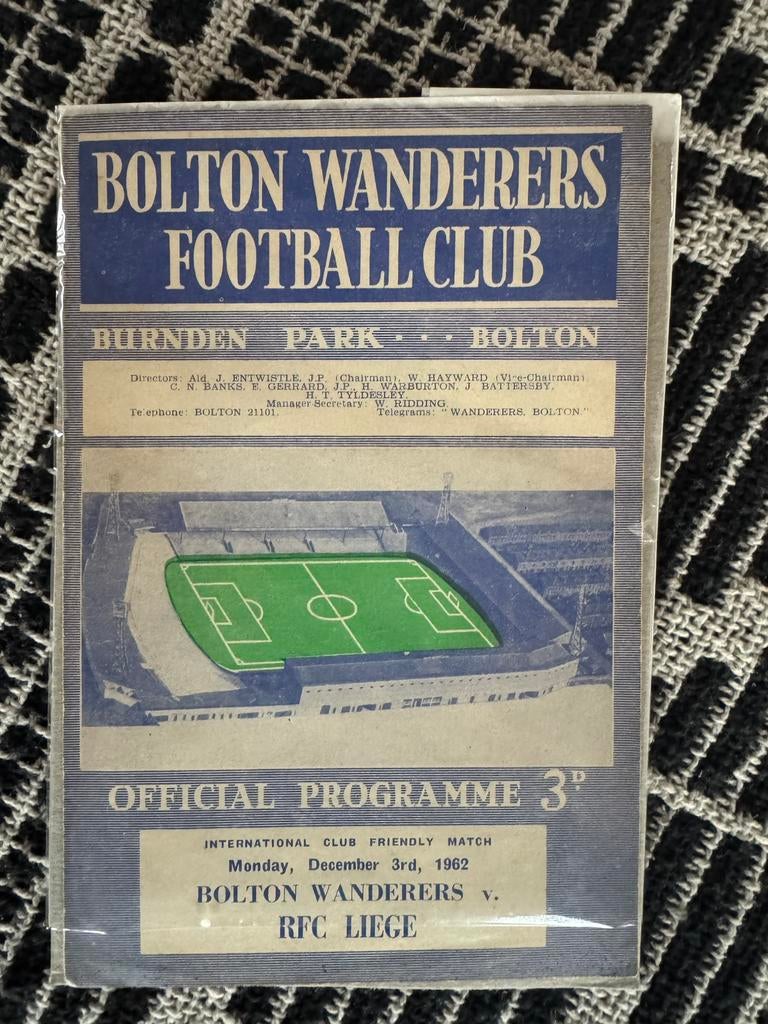 BOLTON WANDERERS
FOOTBALL CLUB
BURNDEN PARK · · · BOLTON
Directors: Ald. J. ENTWISTLE, J.P. (Chairman), W. HAYWARD (Vice-Chairman)
C. N. BANKS, E. GERRARD, J.P., H. WARBURTON, J. BATTERSBY,
H. T. TYLDESLEY.
Manager-Secretary: W. RIDDING.
Telephone: BOLTON 21101. Telegrams: "WANDERERS, BOLTON."
OFFICIAL PROGRAMME 3D.
INTERNATIONAL CLUB FRIENDLY MATCH
Monday, December 3rd, 1962
BOLTON WANDERERS v.
RFC LIEGE